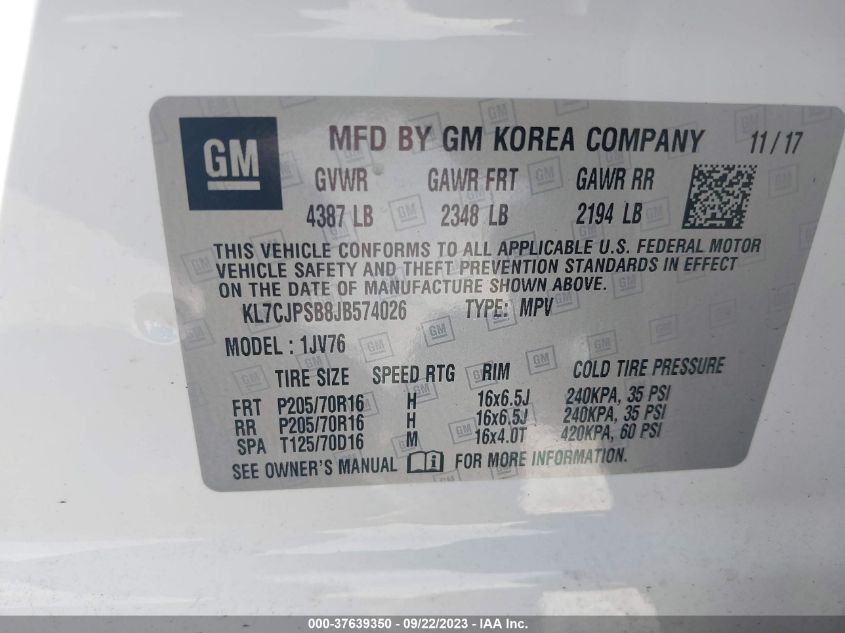 GM MFD BY GM KOREA COMPANY 11/17
GVWR GAWR FRT GAWR RR
4387 LB 2348 LB 2194 LB
THIS VEHICLE CONFORMS TO ALL APPLICABLE U.S. FEDERAL MOTOR
VEHICLE SAFETY AND THEFT PREVENTION STANDARDS IN EFFECT
ON THE DATE OF MANUFACTURE SHOWN ABOVE.
KL7CJPSB8JB574026 TYPE: MPV
MODEL : 1JV76
TIRE SIZE SPEED RTG RIM COLD TIRE PRESSURE
FRT P205/70R16 H 16x6.5J 240KPA, 35 PSI
RR P205/70R16 H 16x6.5J 240KPA, 35 PSI
SPA T125/70D16 M 16x4.0T 420KPA, 60 PSI
SEE OWNER'S MANUAL FOR MORE INFORMATION.
000-37639350 - 09/22/2023 - IAA Inc.